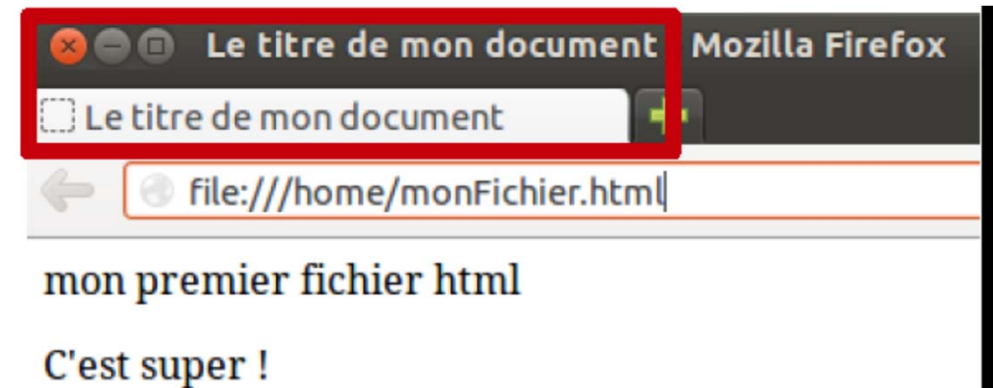 Le titre de mon document - Mozilla Firefox
Le titre de mon document
file:///home/monFichier.html
mon premier fichier html
C'est super !